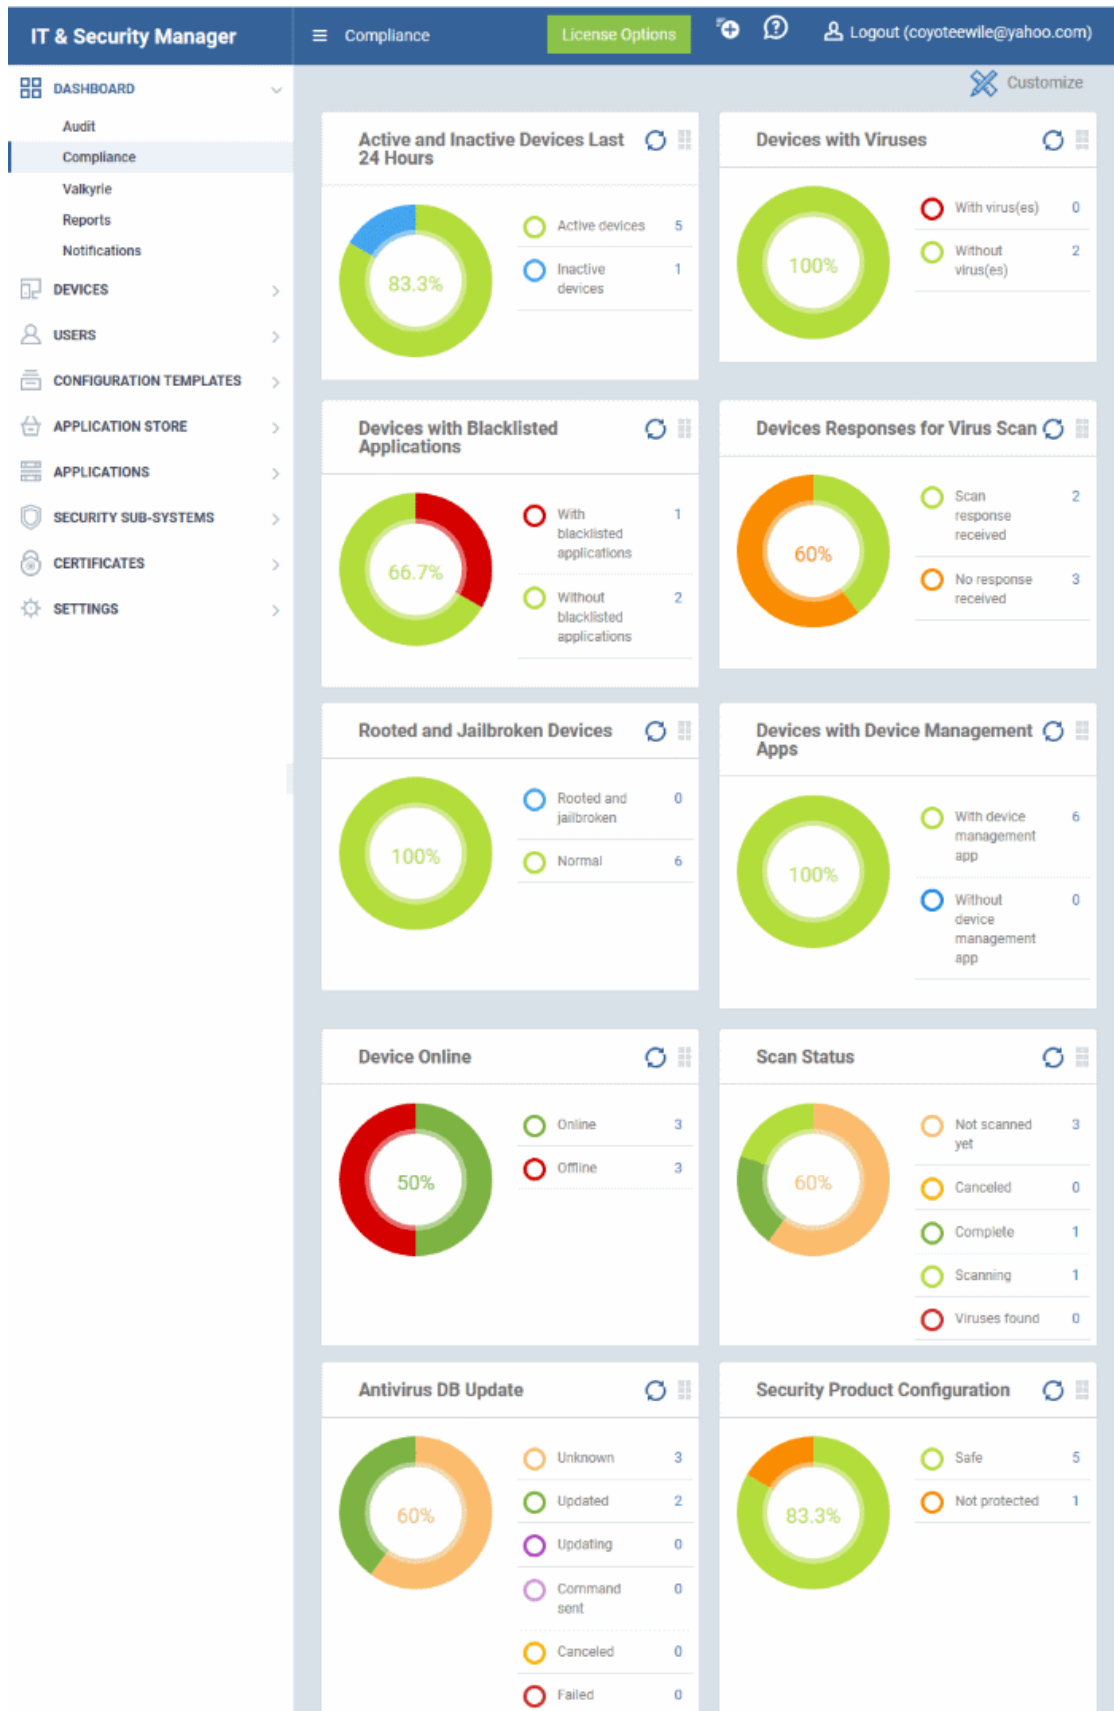 IT & Security Manager
Compliance
License Options
Logout (coyoteewile@yahoo.com)
DASHBOARD
Audit
Compliance
Valkyrie
Reports
Notifications
DEVICES
USERS
CONFIGURATION TEMPLATES
APPLICATION STORE
APPLICATIONS
SECURITY SUB-SYSTEMS
CERTIFICATES
SETTINGS
Customize
Active and Inactive Devices Last
24 Hours
83.3%
Active devices 5
Inactive 1
devices
Devices with Viruses
100%
With virus(es) 0
Without 2
virus(es)
Devices with Blacklisted
Applications
66.7%
With 1
blacklisted
applications
Without 2
blacklisted
applications
Devices Responses for Virus Scan
60%
Scan 2
response
received
No response 3
received
Rooted and Jailbroken Devices
100%
Rooted and 0
jailbroken
Normal 6
Devices with Device Management
Apps
100%
With device 6
management
app
Without 0
device
management
app
Device Online
50%
Online 3
Offline 3
Scan Status
60%
Not scanned 3
yet
Canceled 0
Complete 1
Scanning 1
Viruses found 0
Antivirus DB Update
60%
Unknown 3
Updated 2
Updating 0
Command 0
sent
Canceled 0
Failed 0
Security Product Configuration
83.3%
Safe 5
Not protected 1